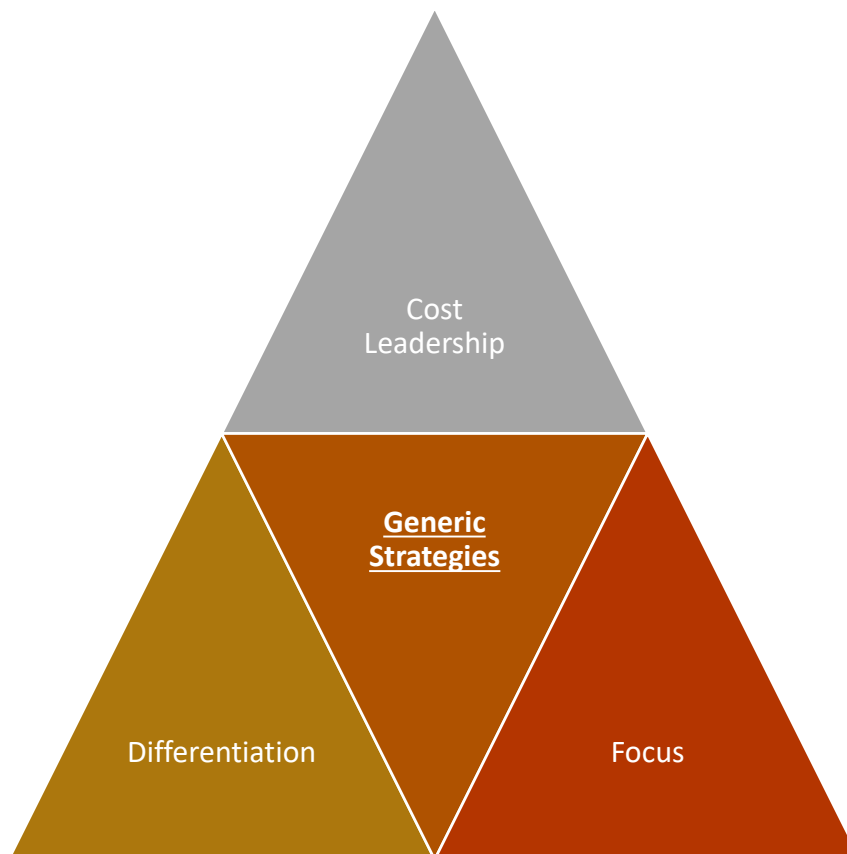 Cost
Leadership
Generic
Strategies
Differentiation
Focus